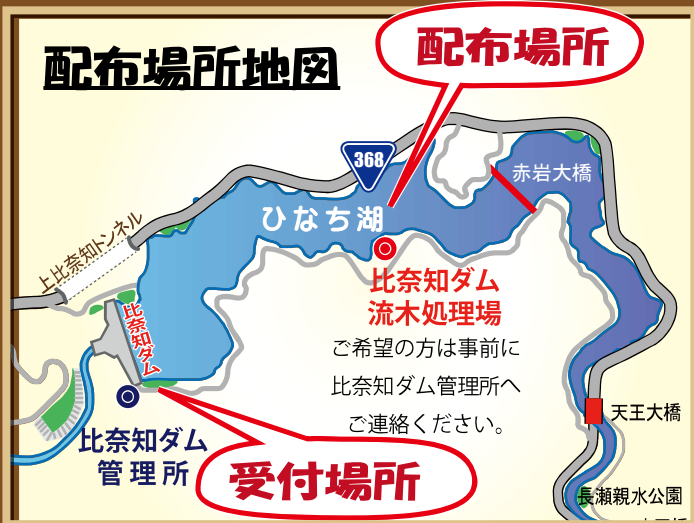 配布場所地図
配布場所
368
赤岩大橋
ひなち湖
上比奈知トンネル
比奈知ダム
比奈知ダム
流木処理場
ご希望の方は事前に
比奈知ダム管理所へ
ご連絡ください。
比奈知ダム
管理所
受付場所
天王大橋
長瀬親水公園